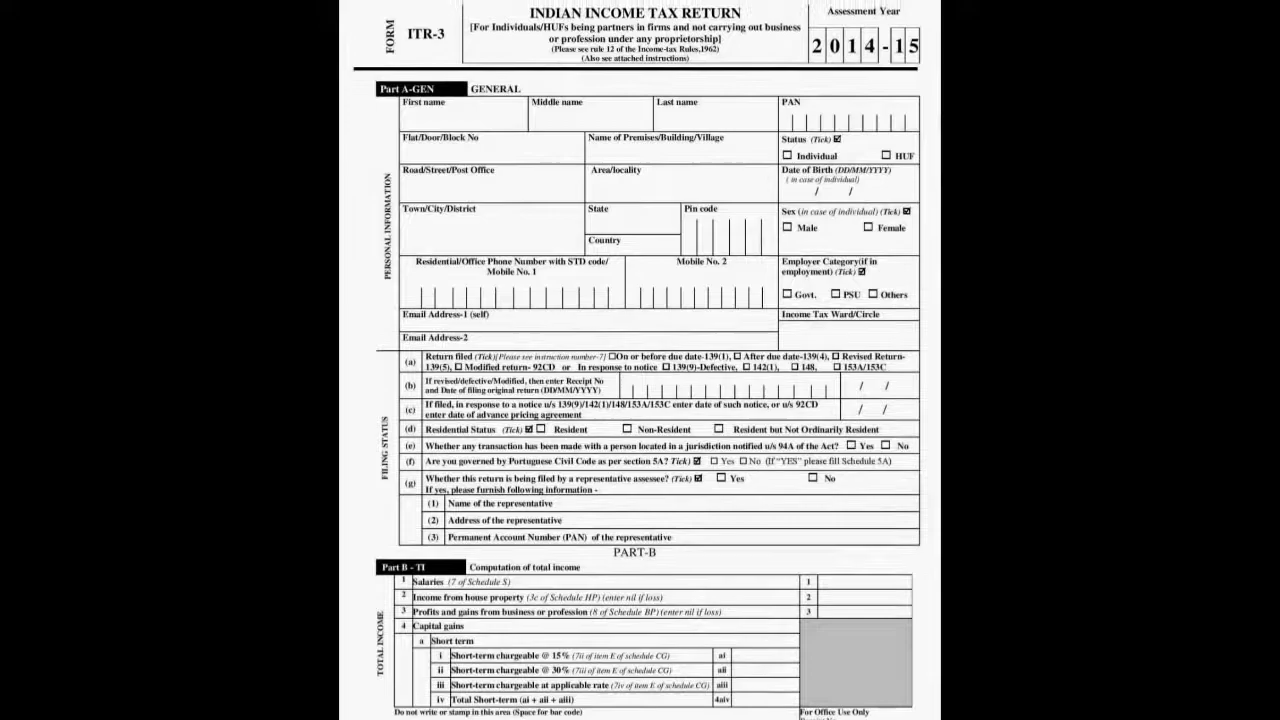 FORM
ITR-3
INDIAN INCOME TAX RETURN
[For Individuals/HUFs being partners in firms and not carrying out business
or profession under any proprietorship]
(Please see rule 12 of the Income-tax Rules,1962)
(Also see attached instructions)
Assessment Year
2 0 1 4 - 1 5
Part A-GEN GENERAL
PERSONAL INFORMATION
First name Middle name Last name PAN
Flat/Door/Block No Name of Premises/Building/Village Status (Tick) ☑
☐ Individual ☐ HUF
Road/Street/Post Office Area/locality Date of Birth (DD/MM/YYYY)
( in case of individual)
/ /
Town/City/District State Pin code Sex (in case of individual) (Tick) ☑
☐ Male ☐ Female
Country
Residential/Office Phone Number with STD code/
Mobile No. 1
Mobile No. 2
Employer Category(if in
employment) (Tick) ☑
☐ Govt. ☐ PSU ☐ Others
Email Address-1 (self) Income Tax Ward/Circle
Email Address-2
FILING STATUS
(a) Return filed (Tick)[Please see instruction number-7] ☐On or before due date-139(1), ☐ After due date-139(4), ☐ Revised Return-
139(5), ☐ Modified return- 92CD or In response to notice ☐ 139(9)-Defective, ☐ 142(1), ☐ 148, ☐ 153A/153C
(b) If revised/defective/Modified, then enter Receipt No
and Date of filing original return (DD/MM/YYYY) / /
(c) If filed, in response to a notice u/s 139(9)/142(1)/148/153A/153C enter date of such notice, or u/s 92CD
enter date of advance pricing agreement / /
(d) Residential Status (Tick) ☑ ☐ Resident ☐ Non-Resident ☐ Resident but Not Ordinarily Resident
(e) Whether any transaction has been made with a person located in a jurisdiction notified u/s 94A of the Act? ☐ Yes ☐ No
(f) Are you governed by Portuguese Civil Code as per section 5A? Tick) ☑ ☐ Yes ☐ No (If "YES" please fill Schedule 5A)
(g) Whether this return is being filed by a representative assessee? (Tick) ☑ ☐ Yes ☐ No
If yes, please furnish following information -
(1) Name of the representative
(2) Address of the representative
(3) Permanent Account Number (PAN) of the representative
PART-B
Part B - TI Computation of total income
TOTAL INCOME
1 Salaries (7 of Schedule S) 1
2 Income from house property (3c of Schedule HP) (enter nil if loss) 2
3 Profits and gains from business or profession (8 of Schedule BP) (enter nil if loss) 3
4 Capital gains
a Short term
i Short-term chargeable @ 15% (7ii of item E of schedule CG) ai
ii Short-term chargeable @ 30% (7iii of item E of schedule CG) aii
iii Short-term chargeable at applicable rate (7iv of item E of schedule CG) aiii
iv Total Short-term (ai + aii + aiii) 4aiv
Do not write or stamp in this area (Space for bar code) For Office Use Only